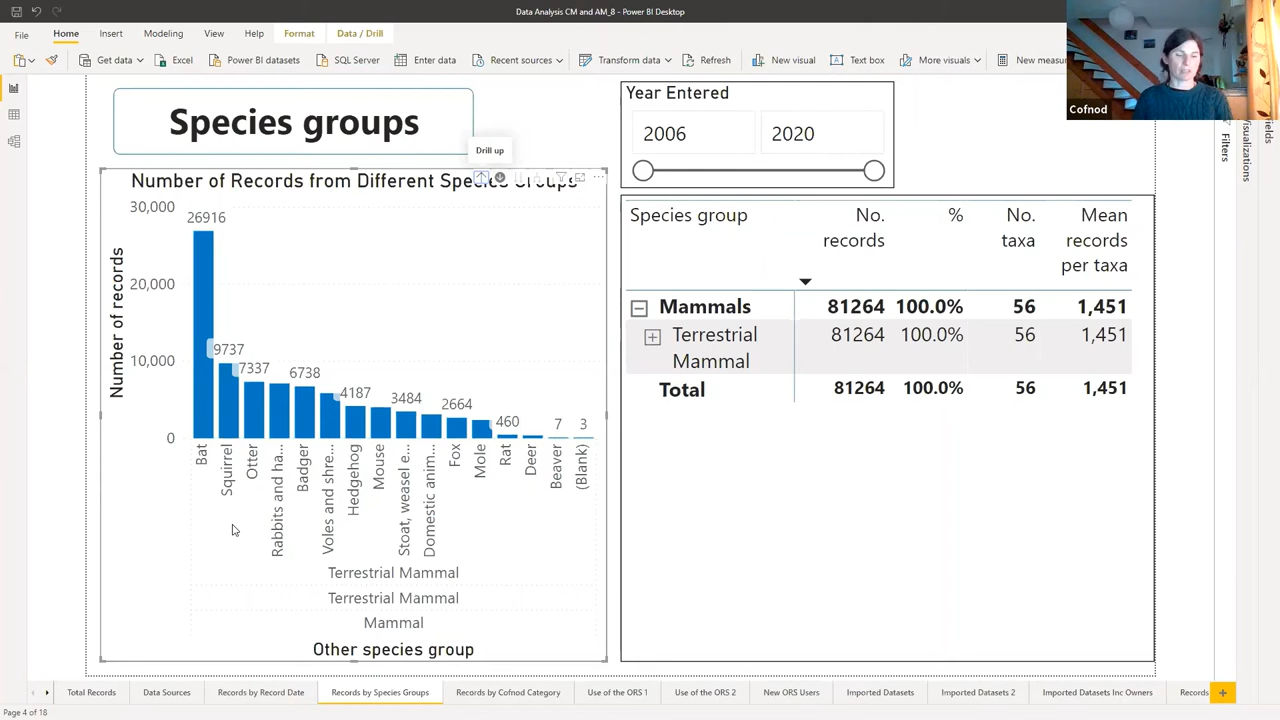 Data Analysis CM and AM_8 - Power BI Desktop
File Home Insert Modeling View Help Format Data / Drill
Get data Excel Power BI datasets SQL Server Enter data Recent sources Transform data Refresh New visual Text box More visuals New measu
Cofnod
Species groups
Drill up
Number of Records from Different Species Groups
Number of records
30,000
20,000
10,000
0
26916
9737
7337
6738
4187
3484
2664
460
7
3
Bat
Squirrel
Otter
Rabbits and ha...
Badger
Voles and shre...
Hedgehog
Mouse
Stoat, weasel e...
Domestic anim...
Fox
Mole
Rat
Deer
Beaver
(Blank)
Terrestrial Mammal
Terrestrial Mammal
Mammal
Other species group
Year Entered
2006 2020
Species group No. records % No. taxa Mean records per taxa
Mammals 81264 100.0% 56 1,451
Terrestrial Mammal 81264 100.0% 56 1,451
Total 81264 100.0% 56 1,451
Filters
Visualizations
Fields
Total Records Data Sources Records by Record Date Records by Species Groups Records by Cofnod Category Use of the ORS 1 Use of the ORS 2 New ORS Users Imported Datasets Imported Datasets 2 Imported Datasets Inc Owners Records
Page 4 of 18